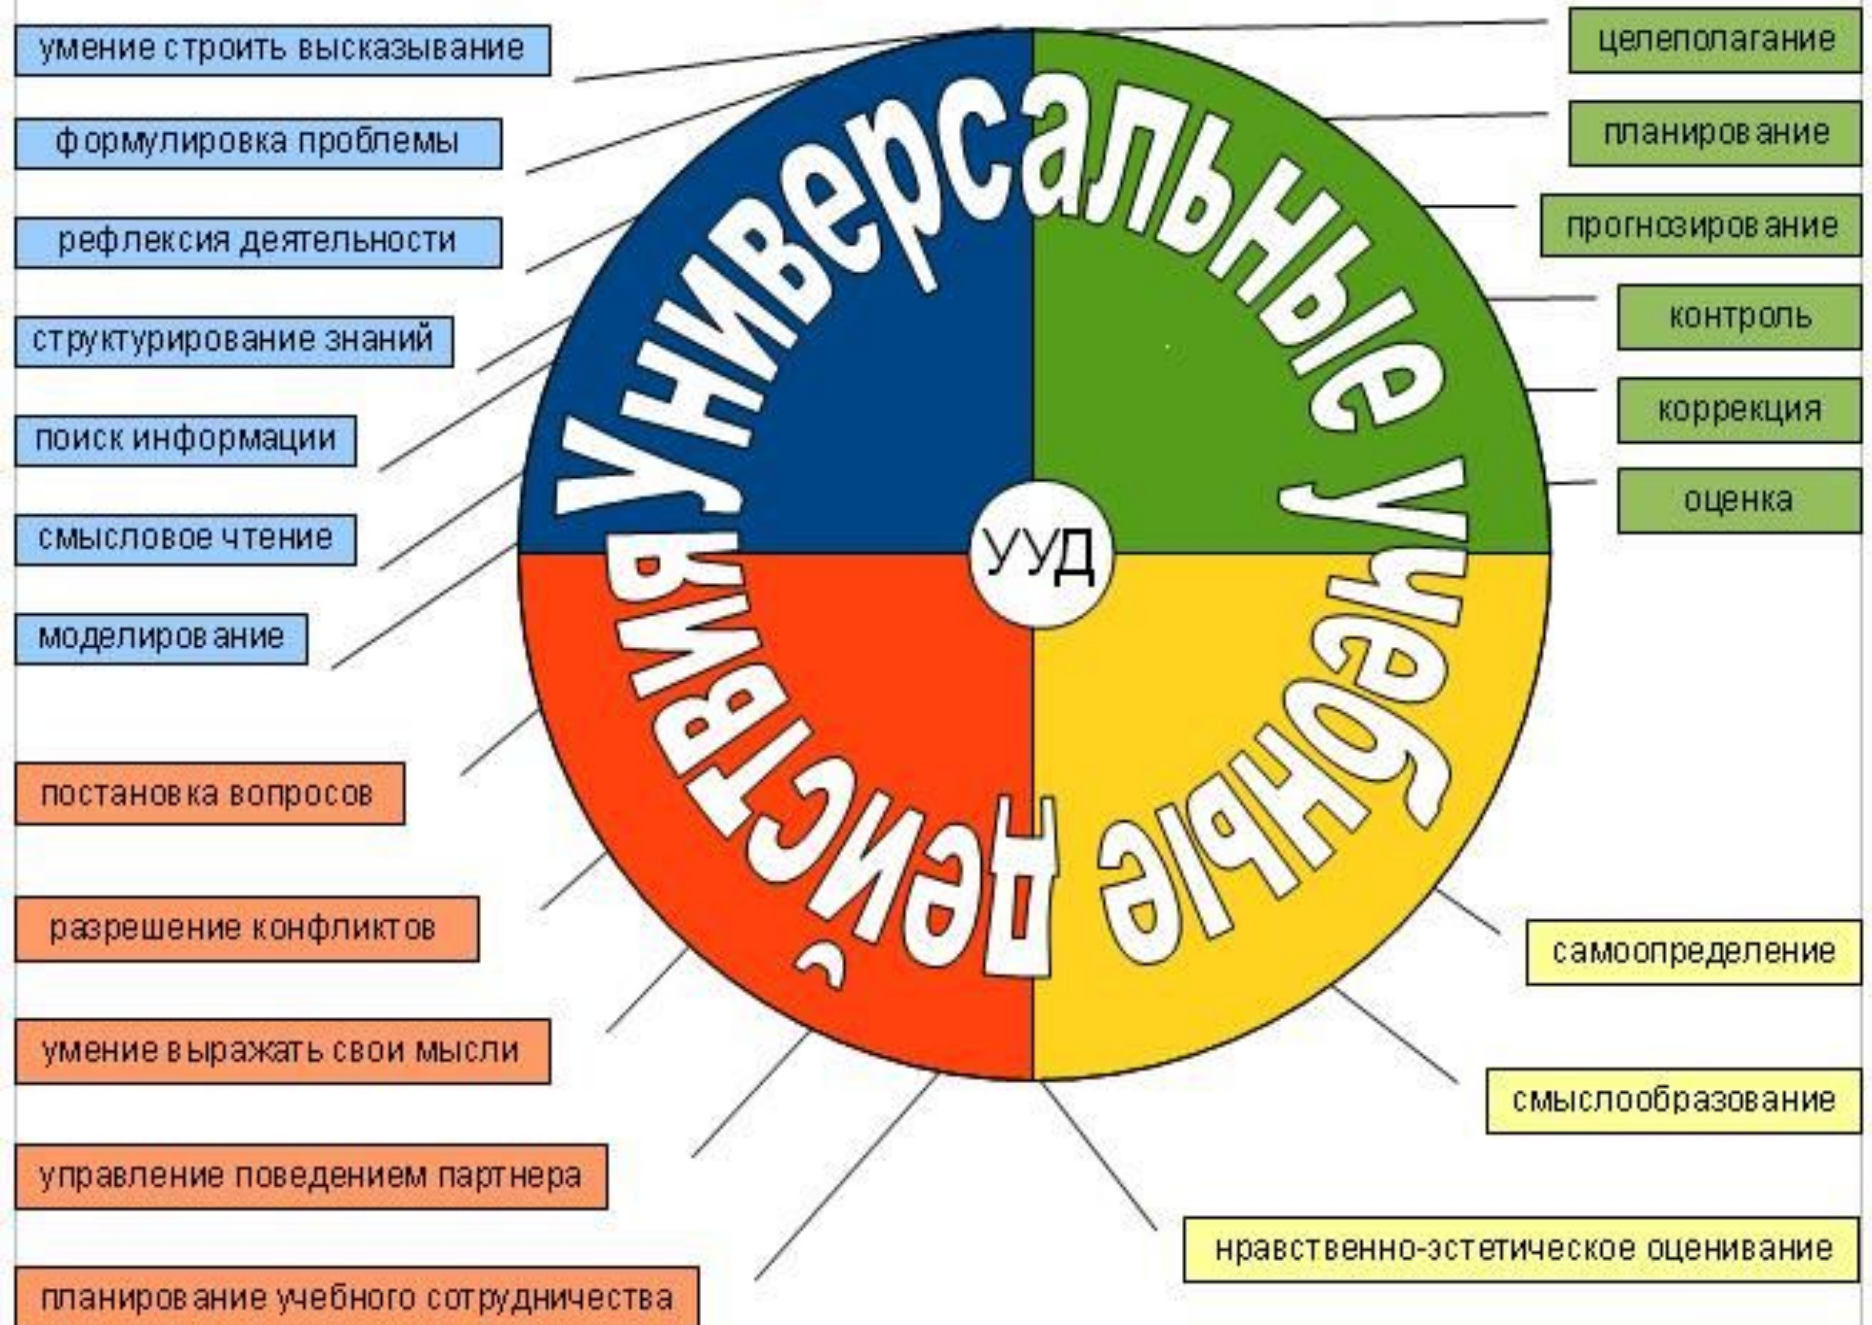 умение строить высказывание
формулировка проблемы
рефлексия деятельности
структурирование знаний
поиск информации
смысловое чтение
моделирование
постановка вопросов
разрешение конфликтов
умение выражать свои мысли
управление поведением партнера
планирование учебного сотрудничества
Универсальные учебные действия
УУД
целеполагание
планирование
прогнозирование
контроль
коррекция
оценка
самоопределение
смыслообразование
нравственно-эстетическое оценивание